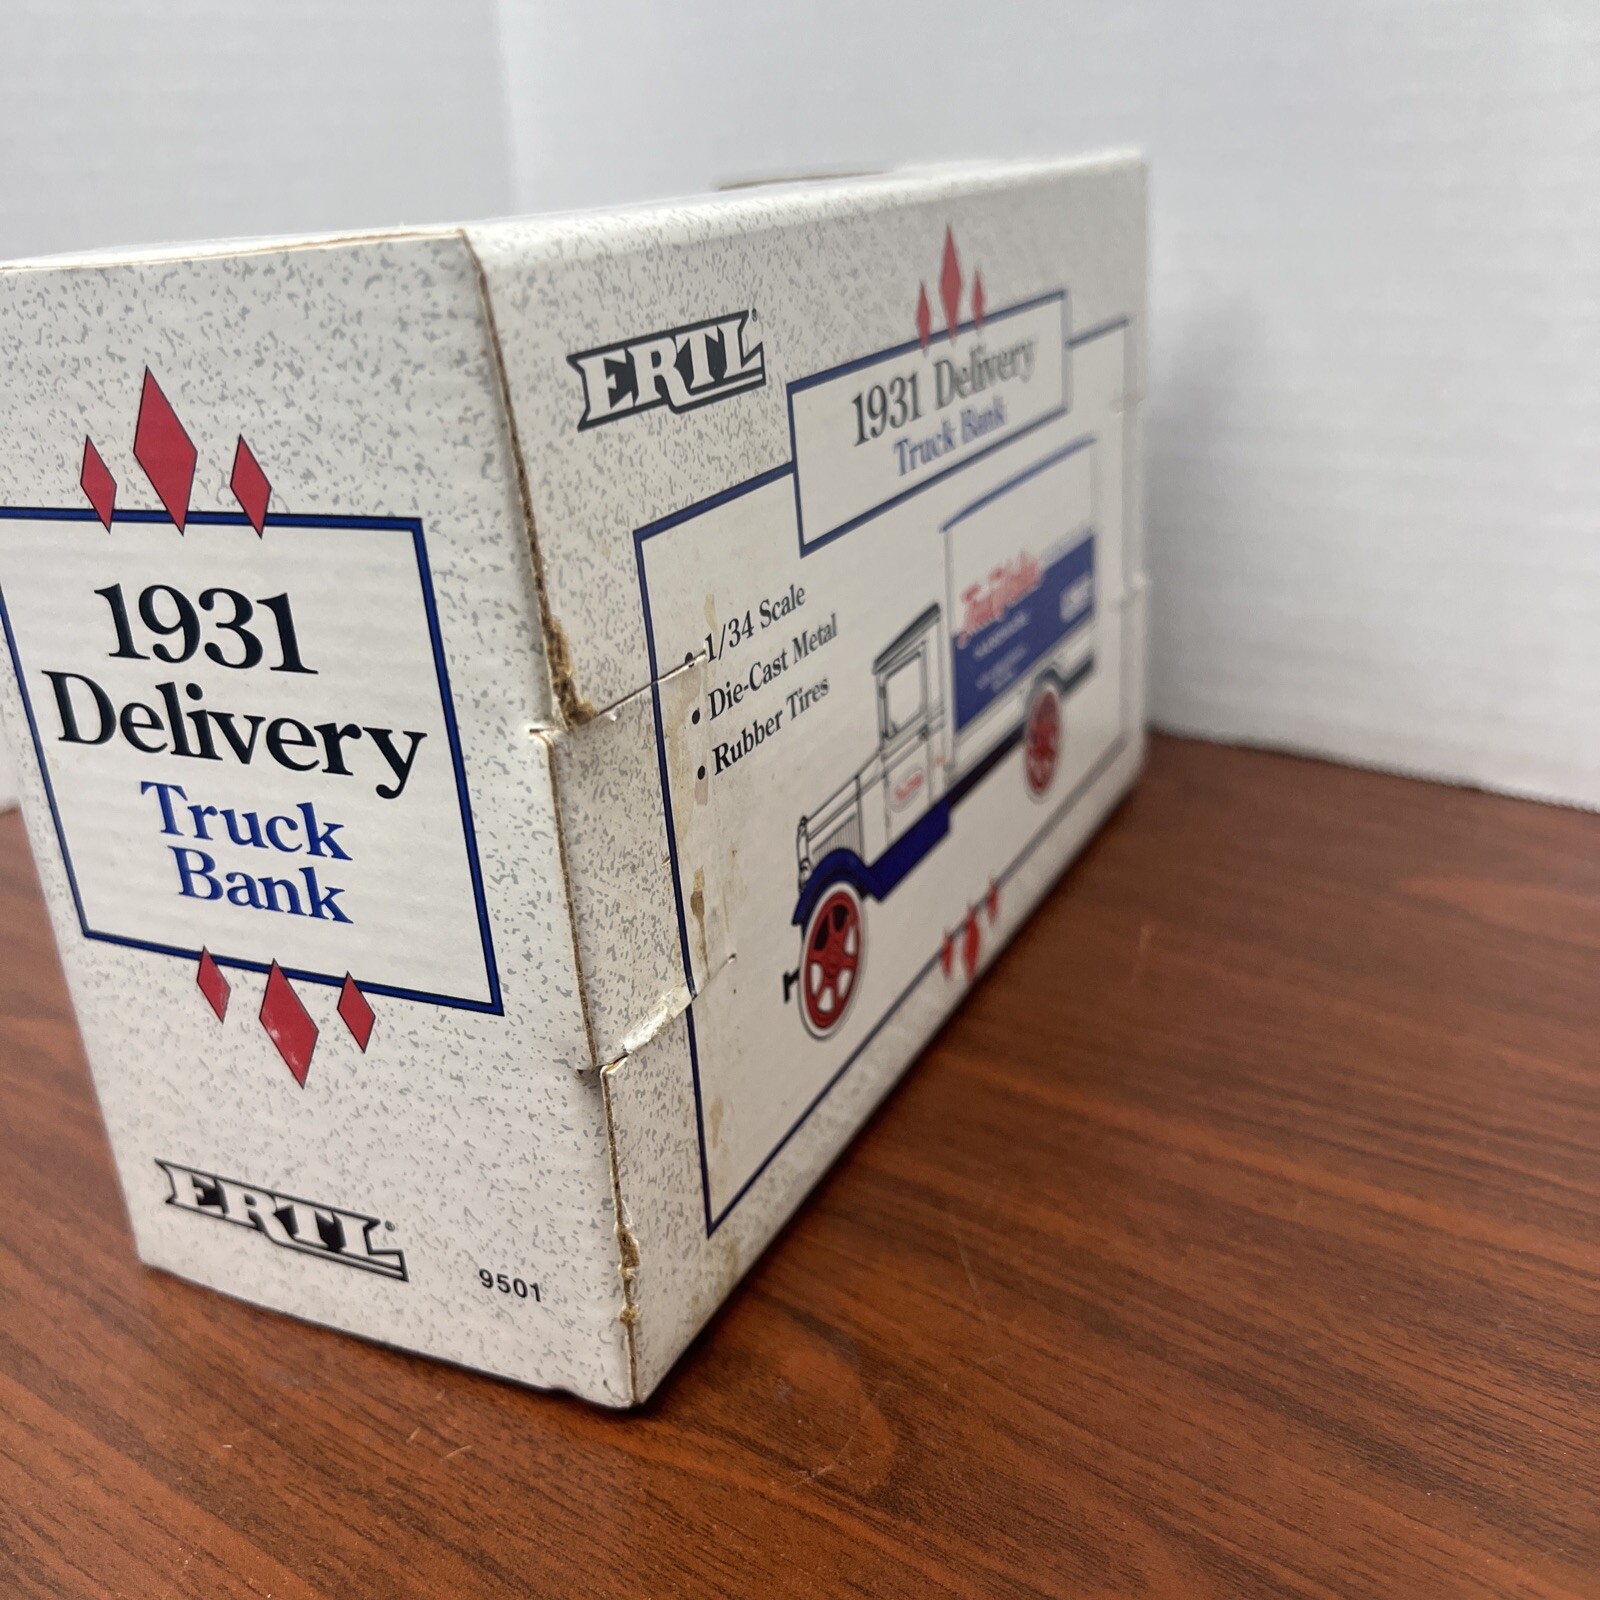 1931
Delivery
Truck
Bank
ERTL®
9501
ERTL®
1931 Delivery
Truck Bank
• 1/34 Scale
• Die-Cast Metal
• Rubber Tires